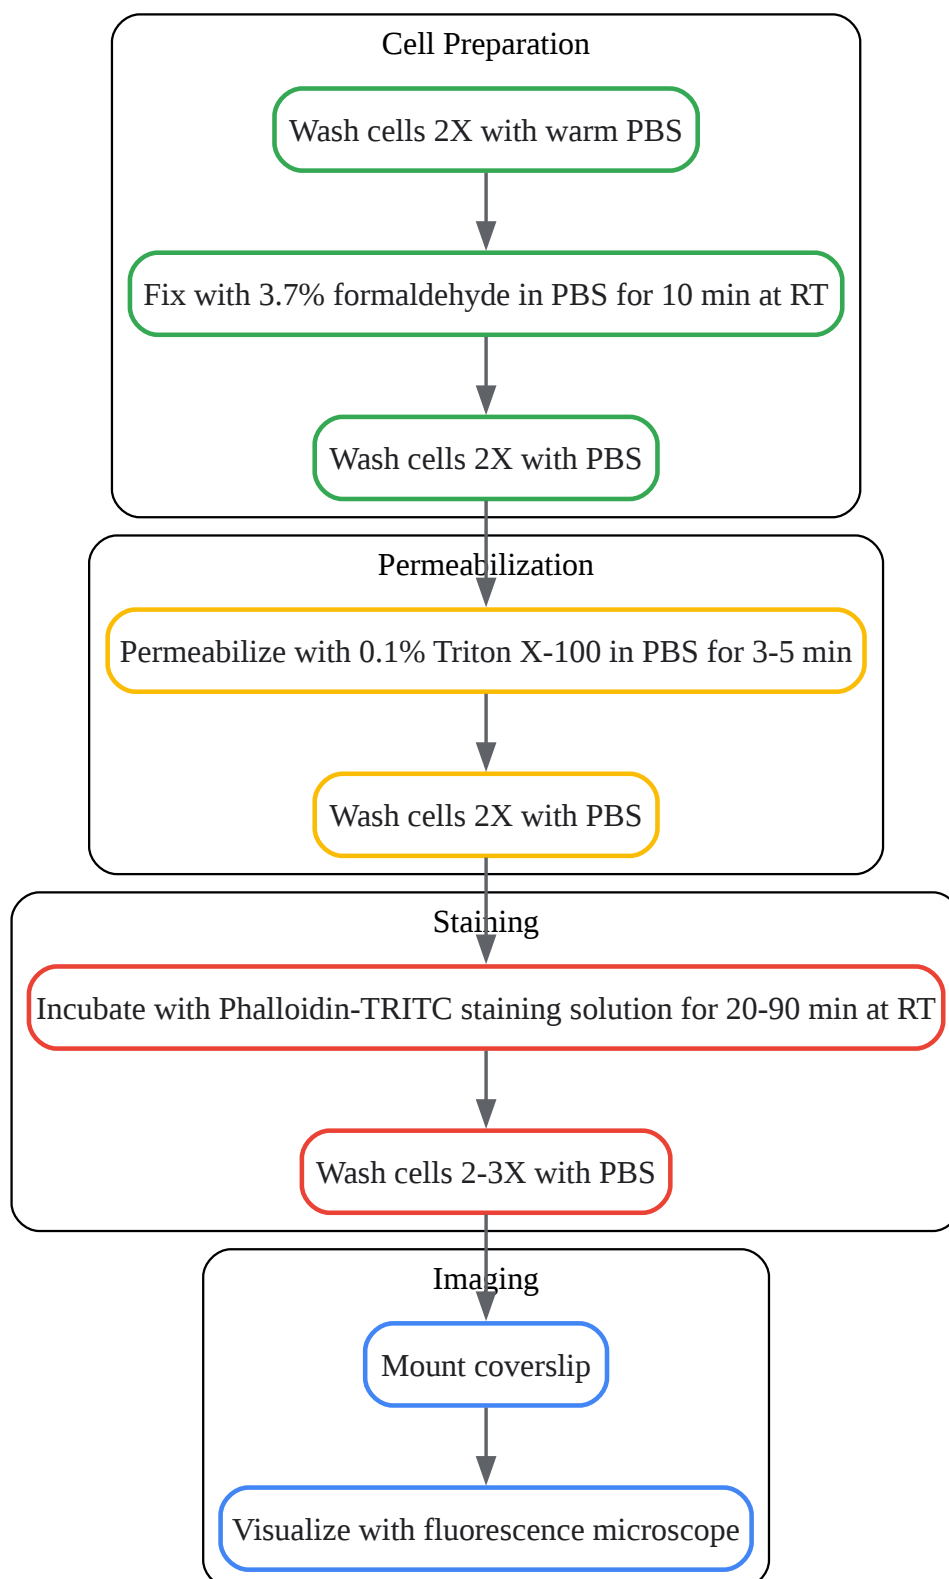 Cell Preparation
Wash cells 2X with warm PBS
Fix with 3.7% formaldehyde in PBS for 10 min at RT
Wash cells 2X with PBS
Permeabilization
Permeabilize with 0.1% Triton X-100 in PBS for 3-5 min
Wash cells 2X with PBS
Staining
Incubate with Phalloidin-TRITC staining solution for 20-90 min at RT
Wash cells 2-3X with PBS
Imaging
Mount coverslip
Visualize with fluorescence microscope